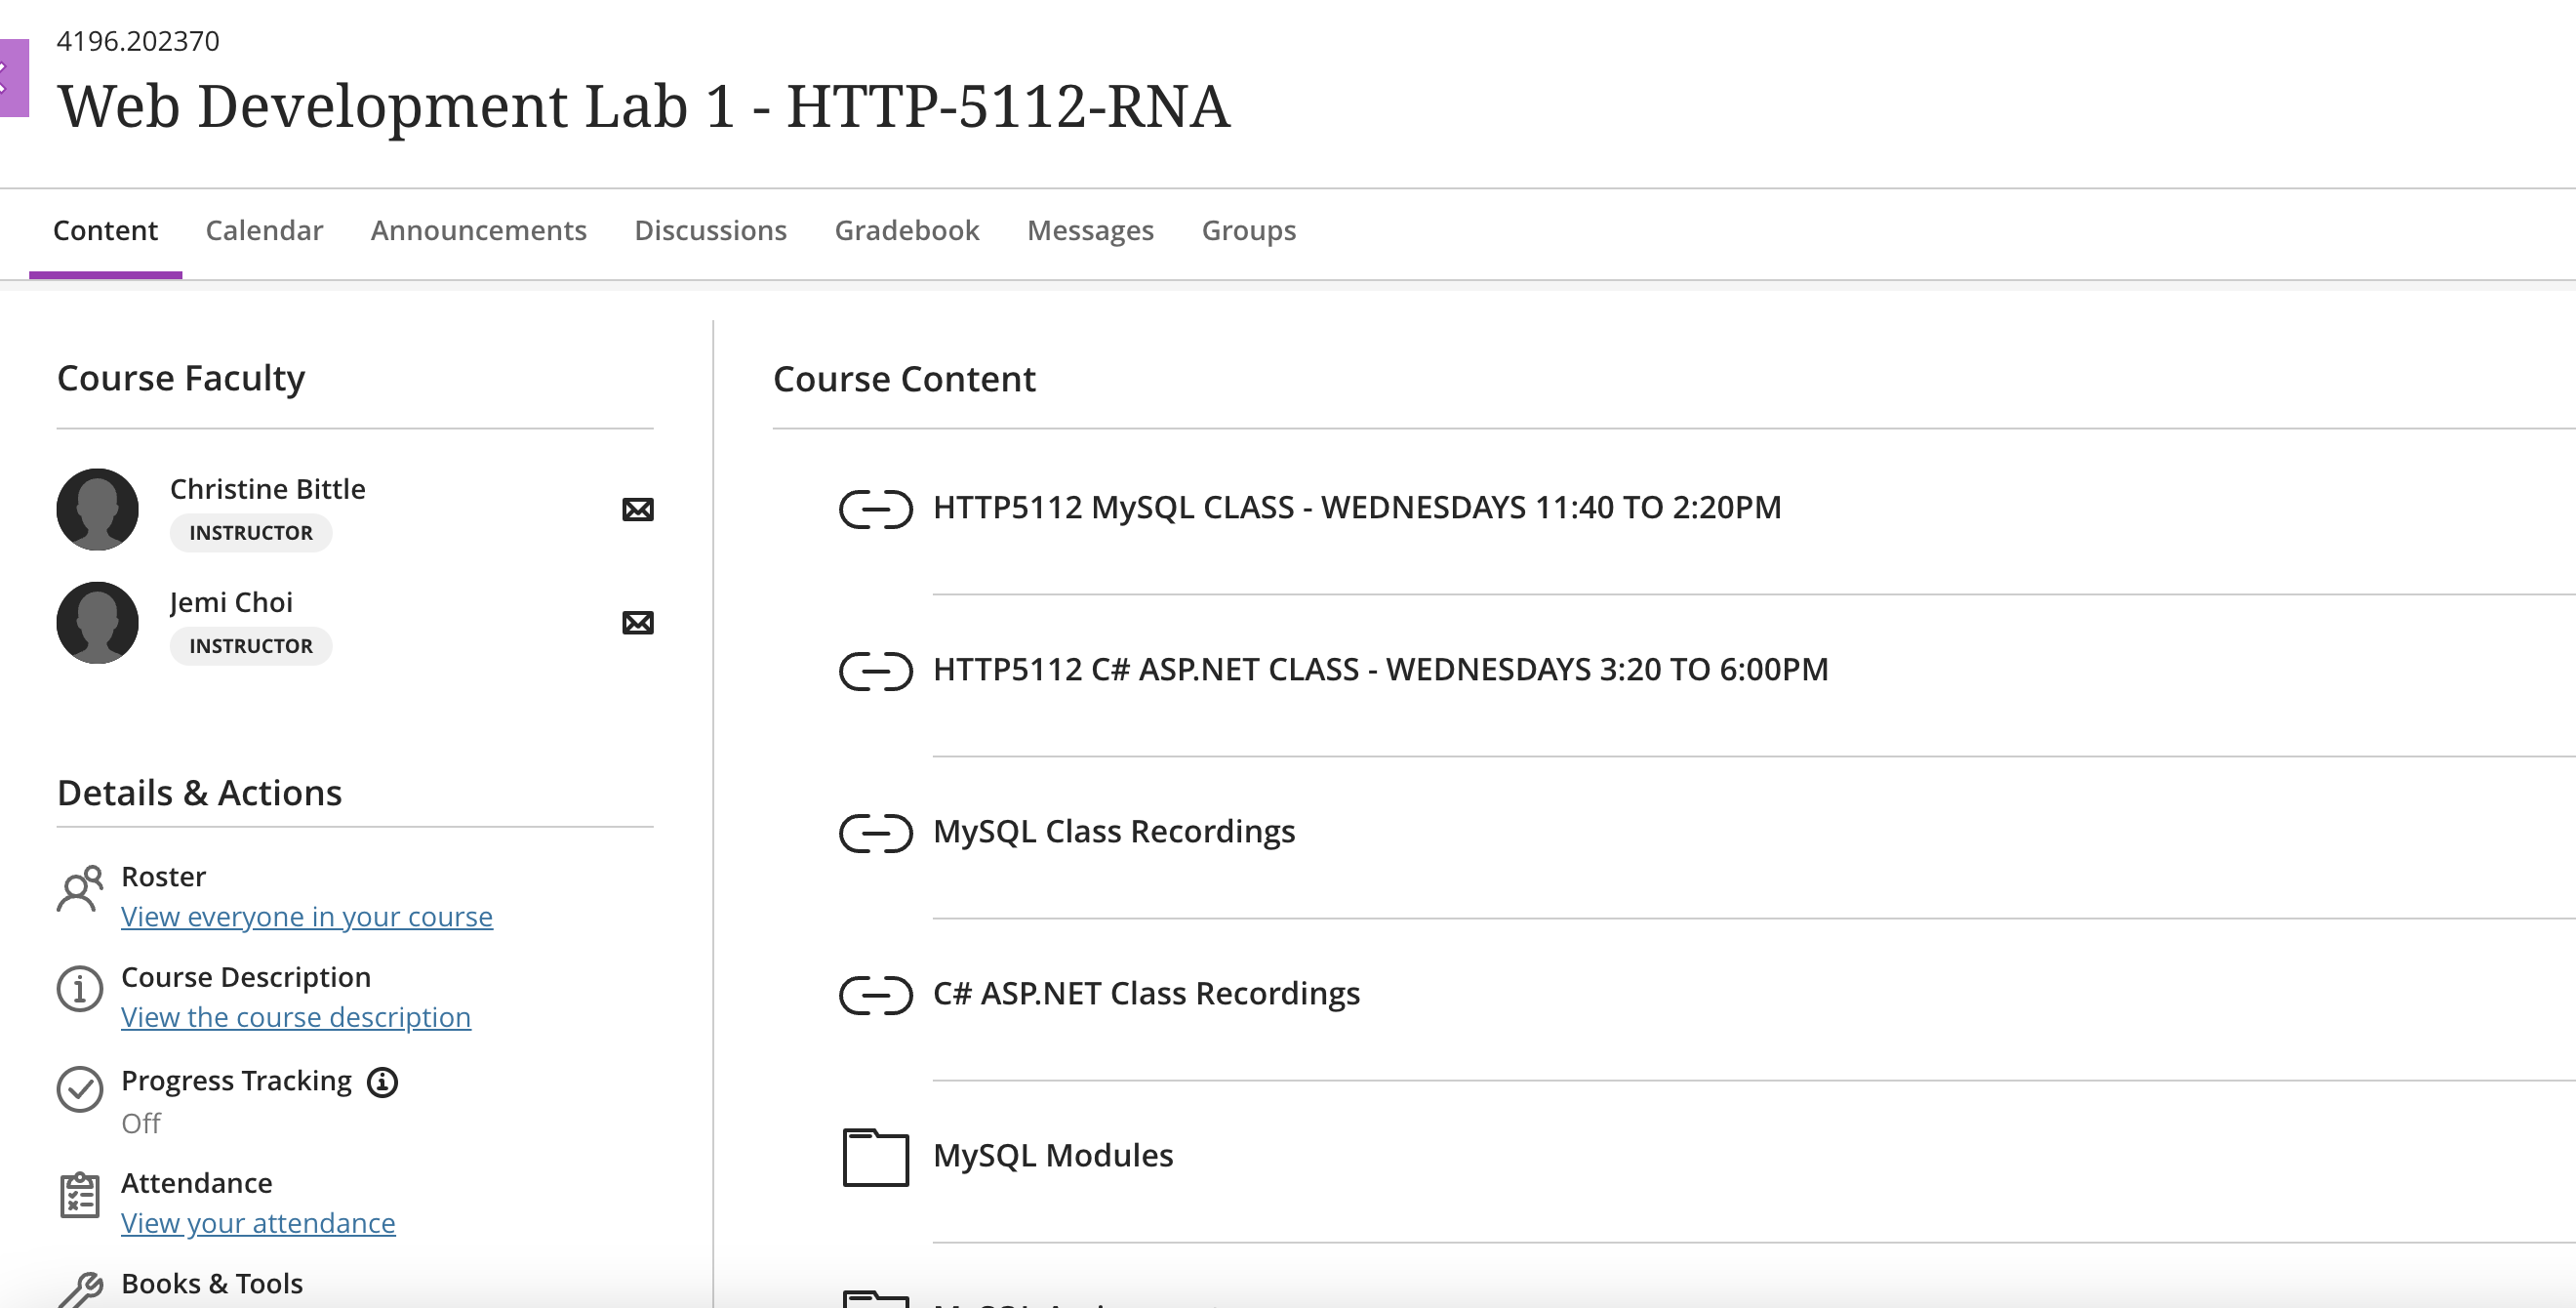 4196.202370
Web Development Lab 1 - HTTP-5112-RNA
Content Calendar Announcements Discussions Gradebook Messages Groups
Course Faculty
Christine Bittle
INSTRUCTOR
Jemi Choi
INSTRUCTOR
Details & Actions
Roster
View everyone in your course
Course Description
View the course description
Progress Tracking
Off
Attendance
View your attendance
Books & Tools
Course Content
HTTP5112 MySQL CLASS - WEDNESDAYS 11:40 TO 2:20PM
HTTP5112 C# ASP.NET CLASS - WEDNESDAYS 3:20 TO 6:00PM
MySQL Class Recordings
C# ASP.NET Class Recordings
MySQL Modules